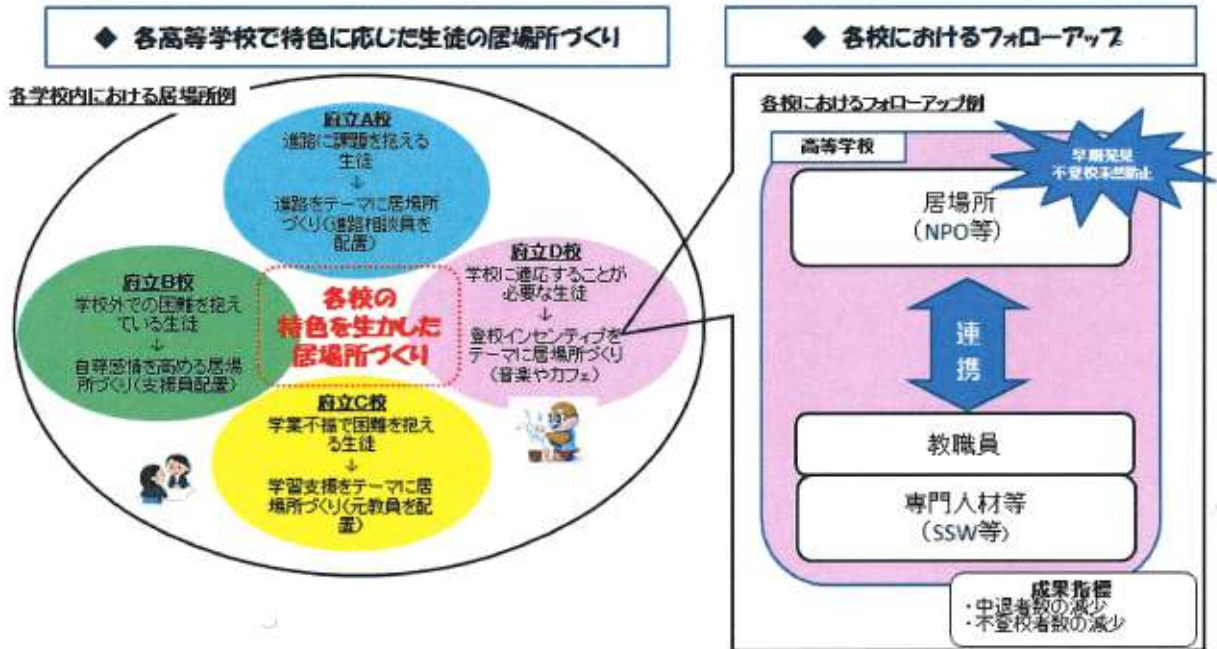 ◆ 各高等学校で特色に応じた生徒の居場所づくり
各学校内における居場所例
府立A校
進路に課題を抱える
生徒
↓
進路をテーマに居場所
づくり(進路相談員を
配置)
府立B校
学校外での困難を抱え
ている生徒
↓
自尊感情を高める居場
所づくり(支援員配置)
各校の
特色を生かした
居場所づくり
府立D校
学校に適応することが
必要な生徒
↓
登校インセンティブを
テーマに居場所づくり
(音楽やカフェ)
府立C校
学業不振で困難を抱え
る生徒
↓
学習支援をテーマに居
場所づくり(元教員を配
置)
◆ 各校におけるフォローアップ
各校におけるフォローアップ例
高等学校
早期発見
不登校未然防止
居場所
(NPO等)
連
携
教職員
専門人材等
(SSW等)
成果指標
・中退者数の減少
・不登校者数の減少